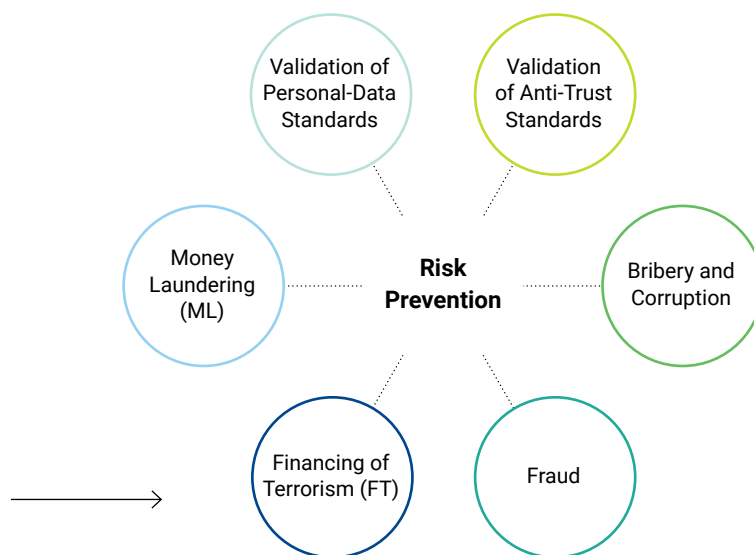 Validation of
Personal-Data
Standards
Validation
of Anti-Trust
Standards
Money
Laundering
(ML)
Risk
Prevention
Bribery and
Corruption
Financing of
Terrorism (FT)
Fraud